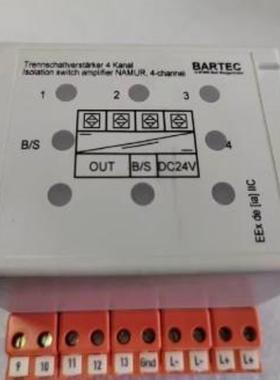 Trennschaltverstärker 4 Kanal
Isolation switch amplifier NAMUR, 4-channel
BARTEC
1 2 3
B/S 4
OUT B/S DC24V
EEx de [ia] IIC
9 10 11 12 13 Gnd L- L- L+ L+